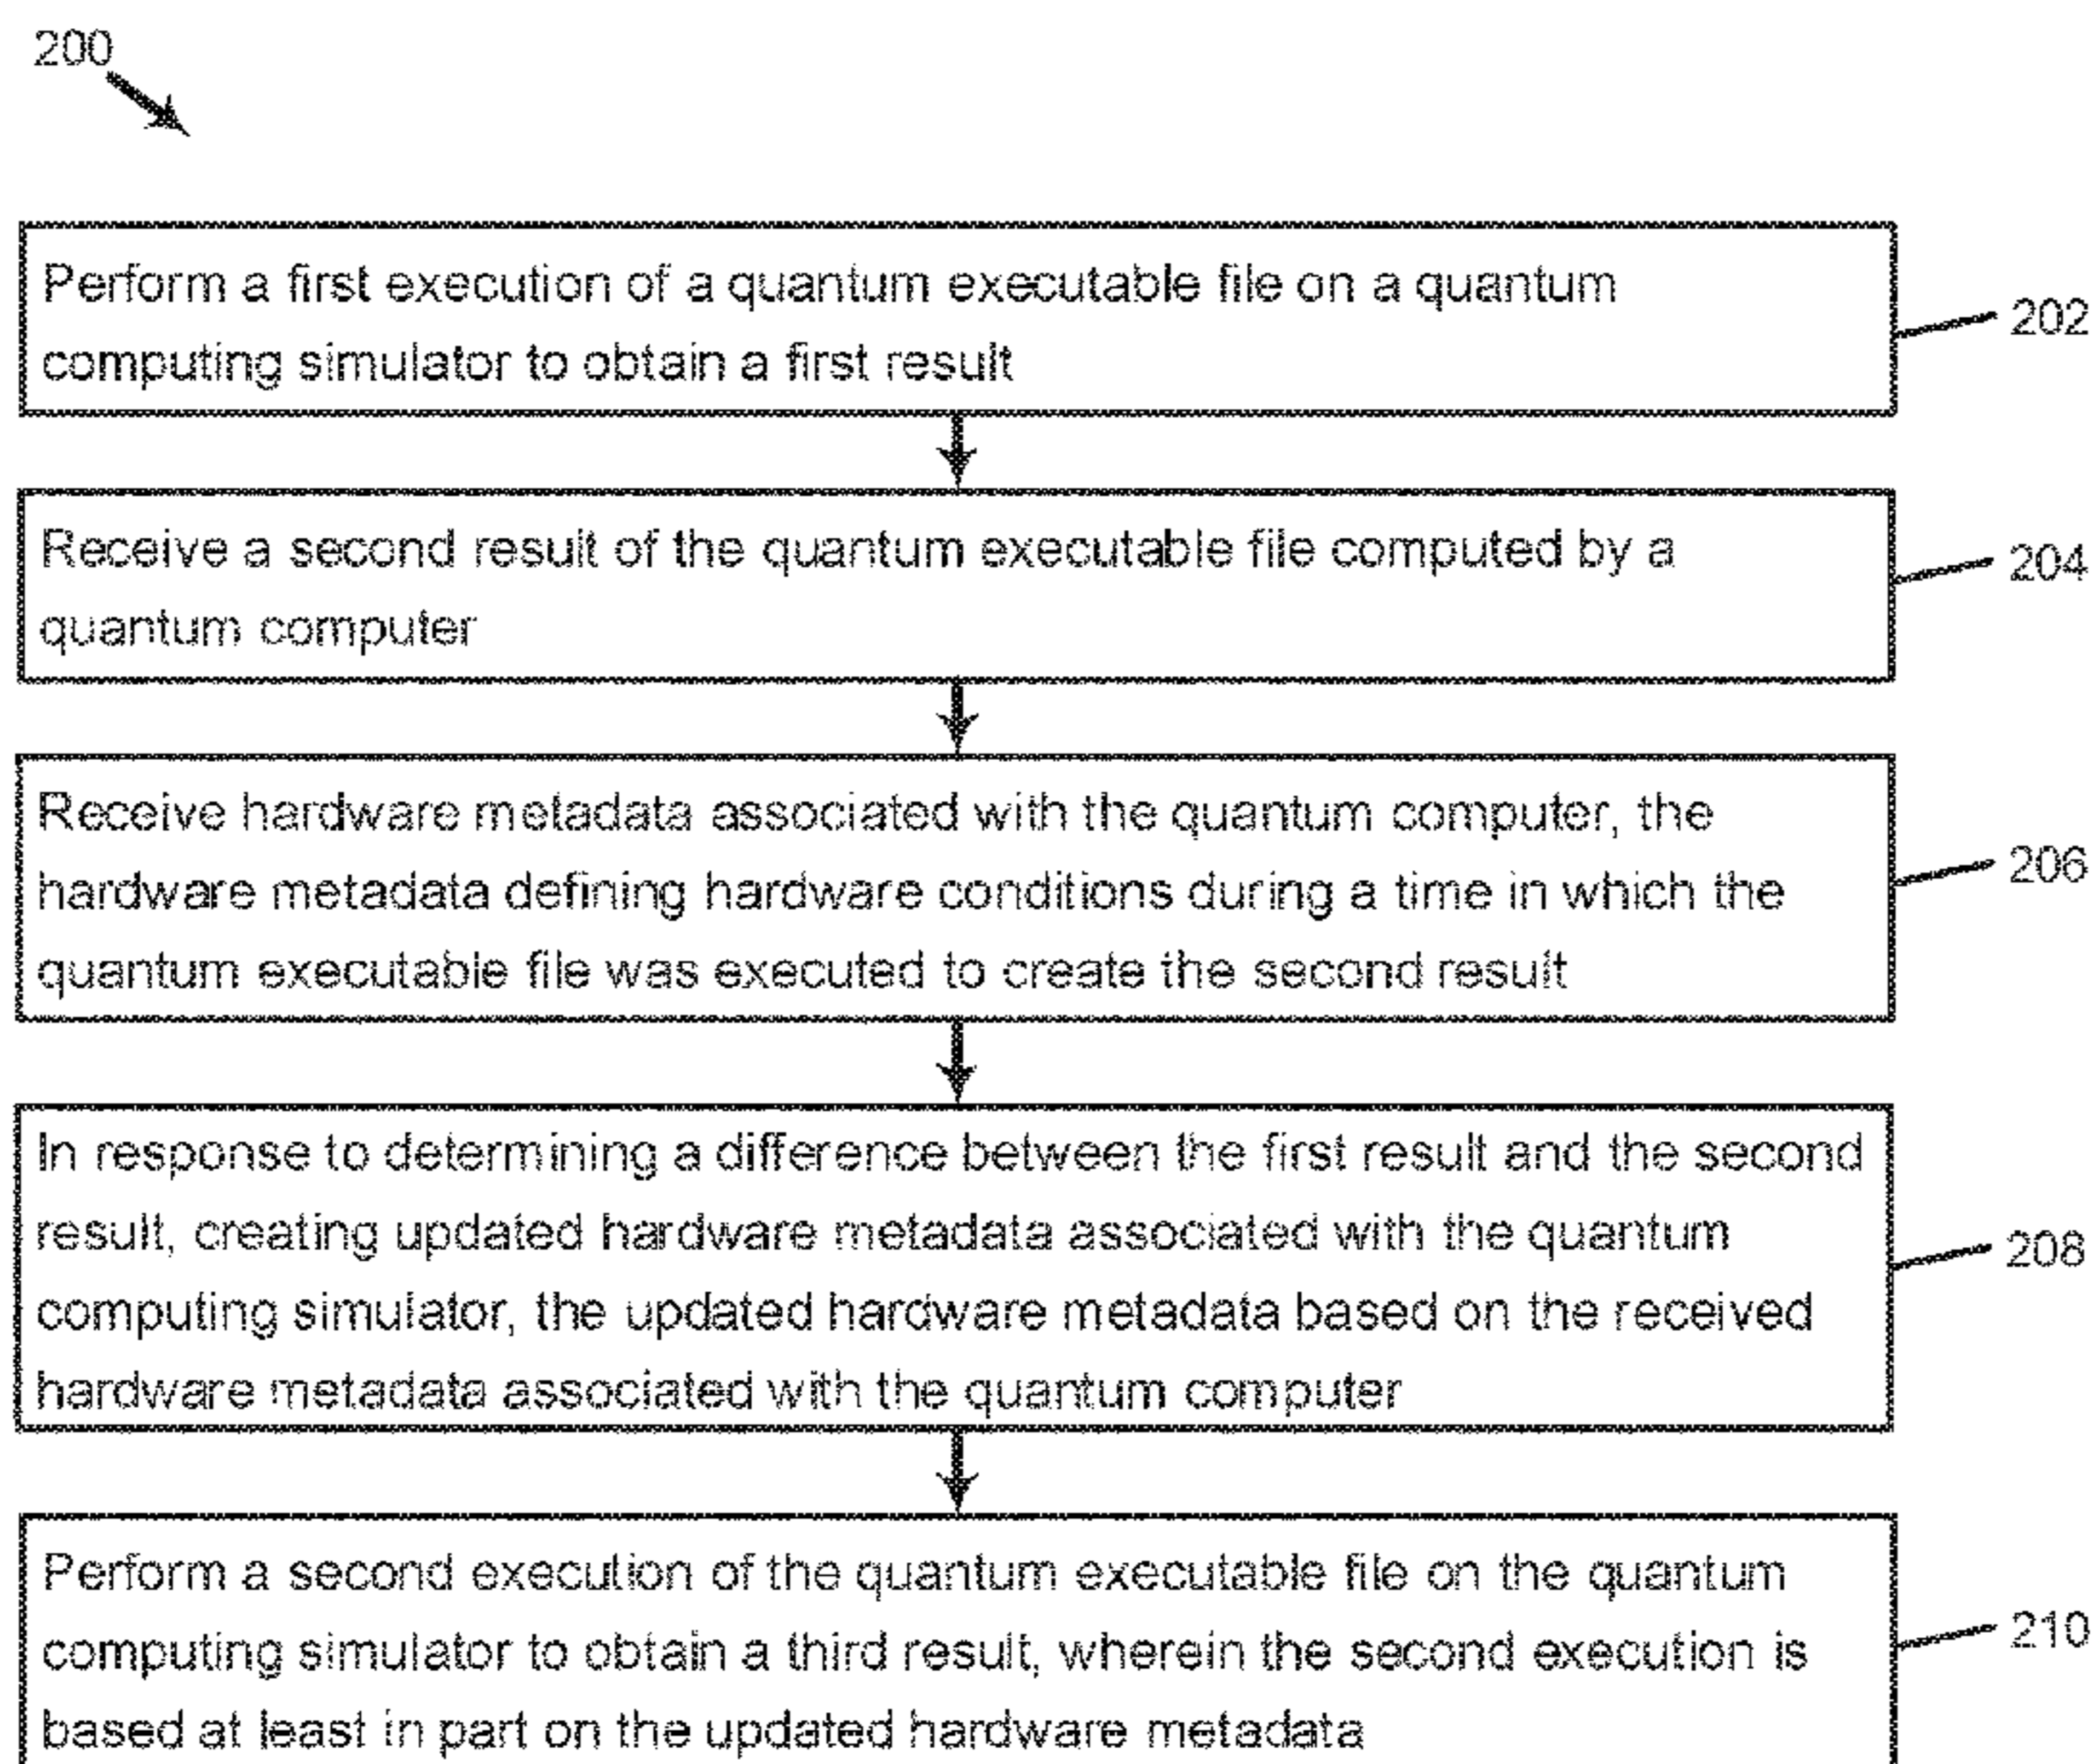 200
Perform a first execution of a quantum executable file on a quantum
computing simulator to obtain a first result
202
Receive a second result of the quantum executable file computed by a
quantum computer
204
Receive hardware metadata associated with the quantum computer, the
hardware metadata defining hardware conditions during a time in which the
quantum executable file was executed to create the second result
206
In response to determining a difference between the first result and the second
result, creating updated hardware metadata associated with the quantum
computing simulator, the updated hardware metadata based on the received
hardware metadata associated with the quantum computer
208
Perform a second execution of the quantum executable file on the quantum
computing simulator to obtain a third result, wherein the second execution is
based at least in part on the updated hardware metadata
210